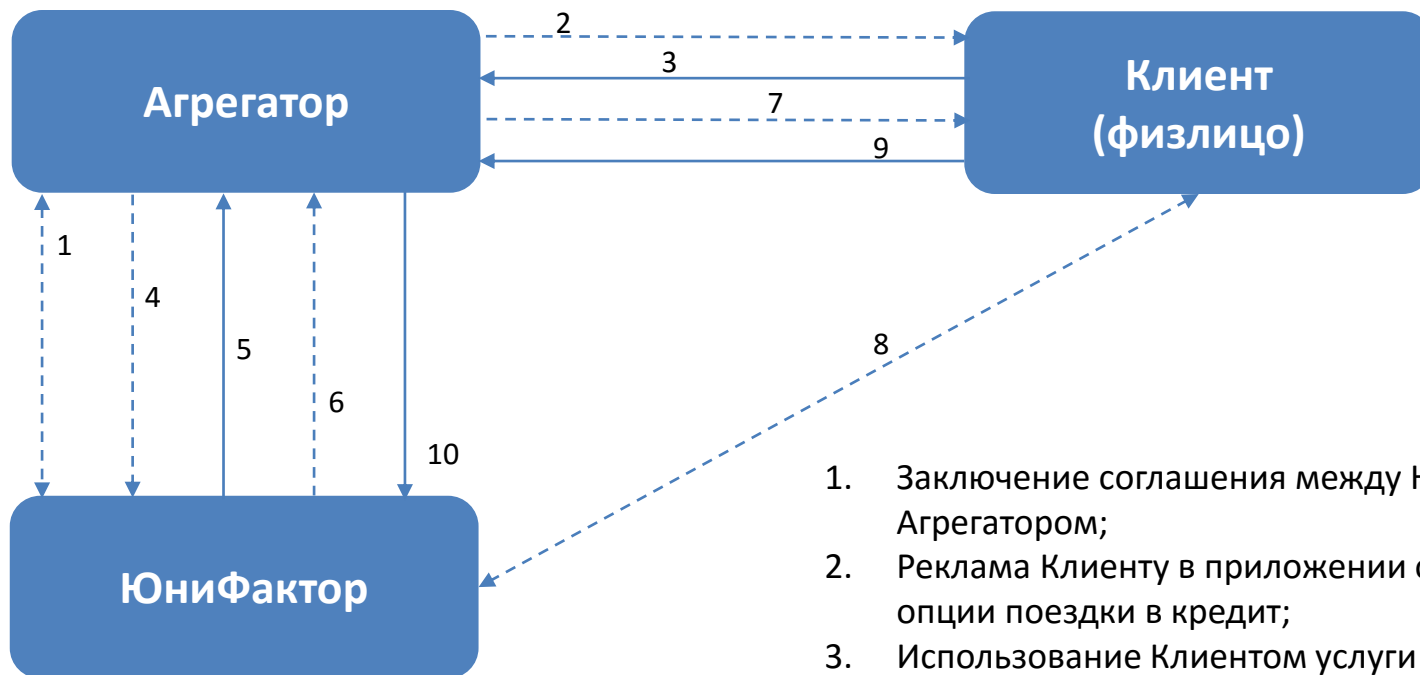 2
3
Агрегатор
7
Клиент
(физлицо)
9
1
4
5
6
8
10
ЮниФактор
1. Заключение соглашения между
Агрегатором;
2. Реклама Клиенту в приложении
опции поездки в кредит;
3. Использование Клиентом услуги